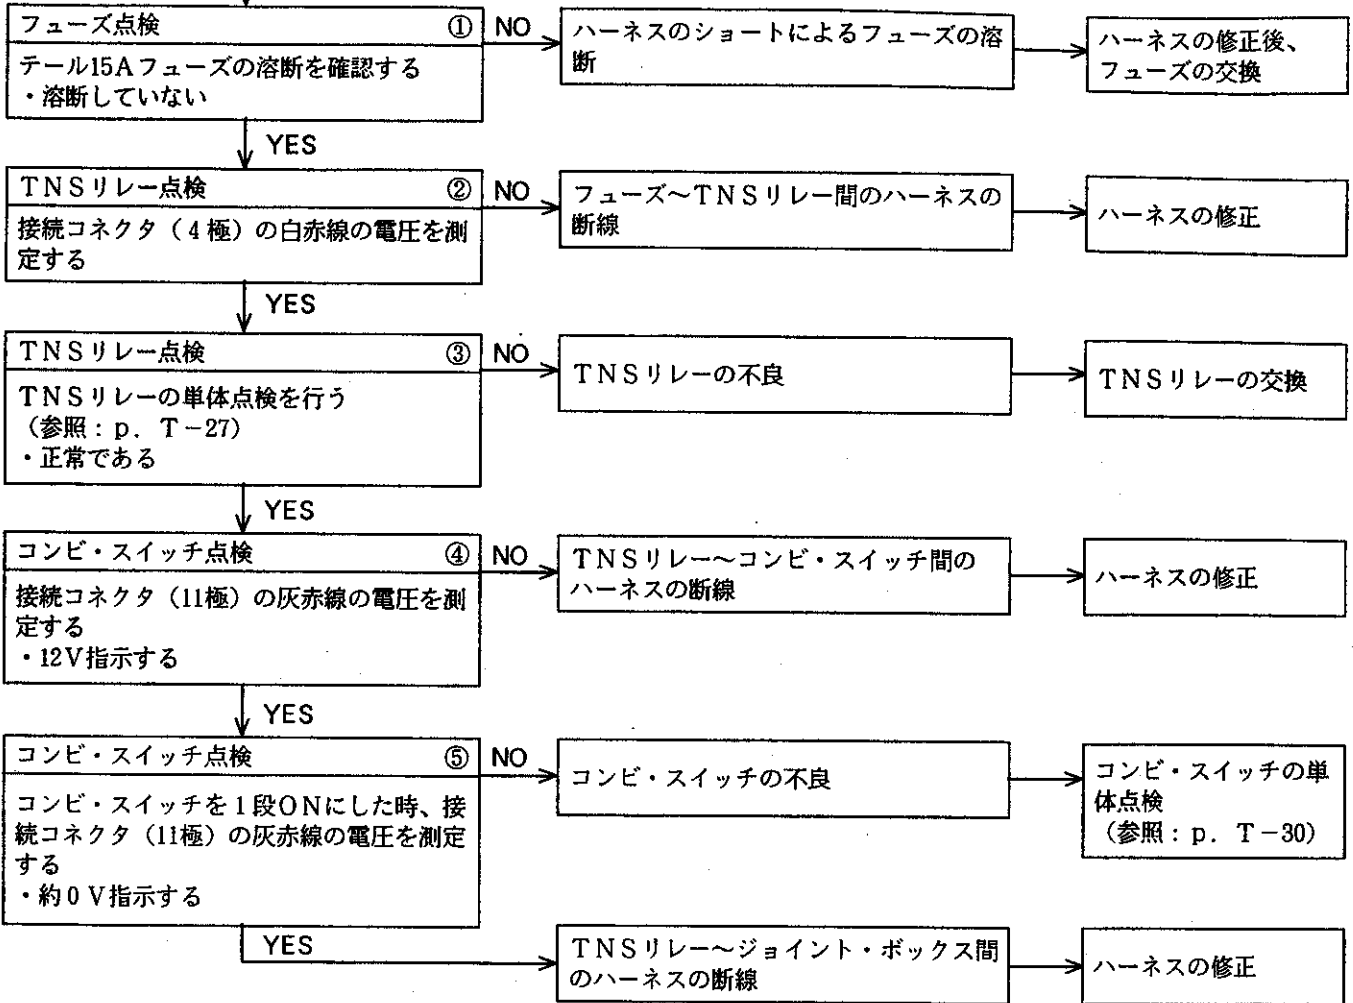 フューズ点検 ①
テール15Aフューズの溶断を確認する
・溶断していない
NO
ハーネスのショートによるフューズの溶
断
ハーネスの修正後、
フューズの交換
YES
TNSリレー点検 ②
接続コネクタ（4極）の白赤線の電圧を測
定する
NO
フューズ～TNSリレー間のハーネスの
断線
ハーネスの修正
YES
TNSリレー点検 ③
TNSリレーの単体点検を行う
（参照：p．T－27）
・正常である
NO
TNSリレーの不良
TNSリレーの交換
YES
コンビ・スイッチ点検 ④
接続コネクタ（11極）の灰赤線の電圧を測
定する
・12V指示する
NO
TNSリレー～コンビ・スイッチ間の
ハーネスの断線
ハーネスの修正
YES
コンビ・スイッチ点検 ⑤
コンビ・スイッチを1段ONにした時、接
続コネクタ（11極）の灰赤線の電圧を測定
する
・約0V指示する
NO
コンビ・スイッチの不良
コンビ・スイッチの単
体点検
（参照：p．T－30）
YES
TNSリレー～ジョイント・ボックス間
のハーネスの断線
ハーネスの修正